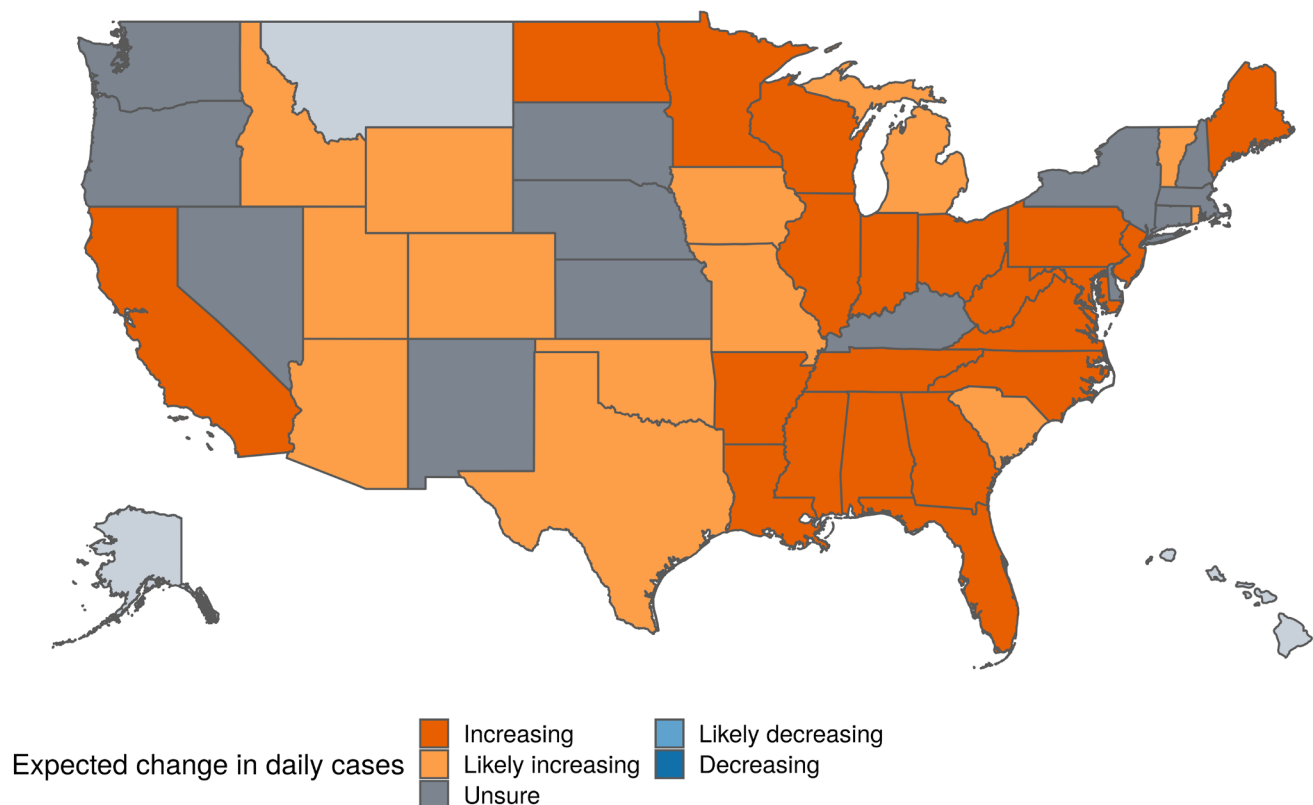 Expected change in daily cases
Increasing
Likely increasing
Unsure
Likely decreasing
Decreasing